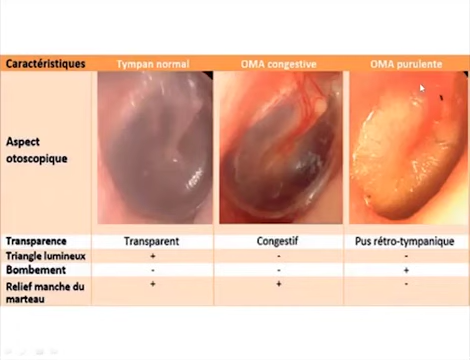 Caractéristiques Tympan normal OMA congestive OMA purulente
Aspect
otoscopique
Transparence Transparent Congestif Pus rétro-tympanique
Triangle lumineux + - -
Bombement - - +
Relief manche du + + -
marteau